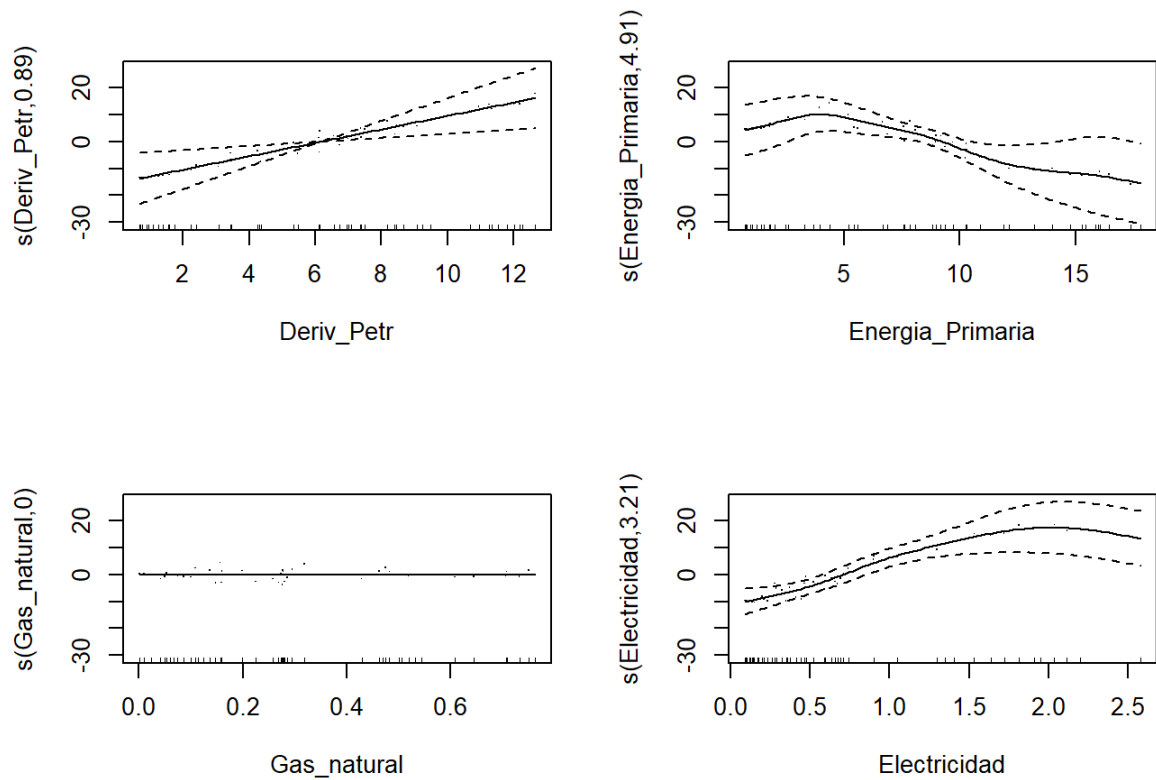 s(Deriv_Petr,0.89)
20
0
-30
2 4 6 8 10 12
Deriv_Petr
s(Energia_Primaria,4.91)
20
0
-30
5 10 15
Energia_Primaria
s(Gas_natural,0)
20
0
-30
0.0 0.2 0.4 0.6
Gas_natural
s(Electricidad,3.21)
20
0
-30
0.0 0.5 1.0 1.5 2.0 2.5
Electricidad